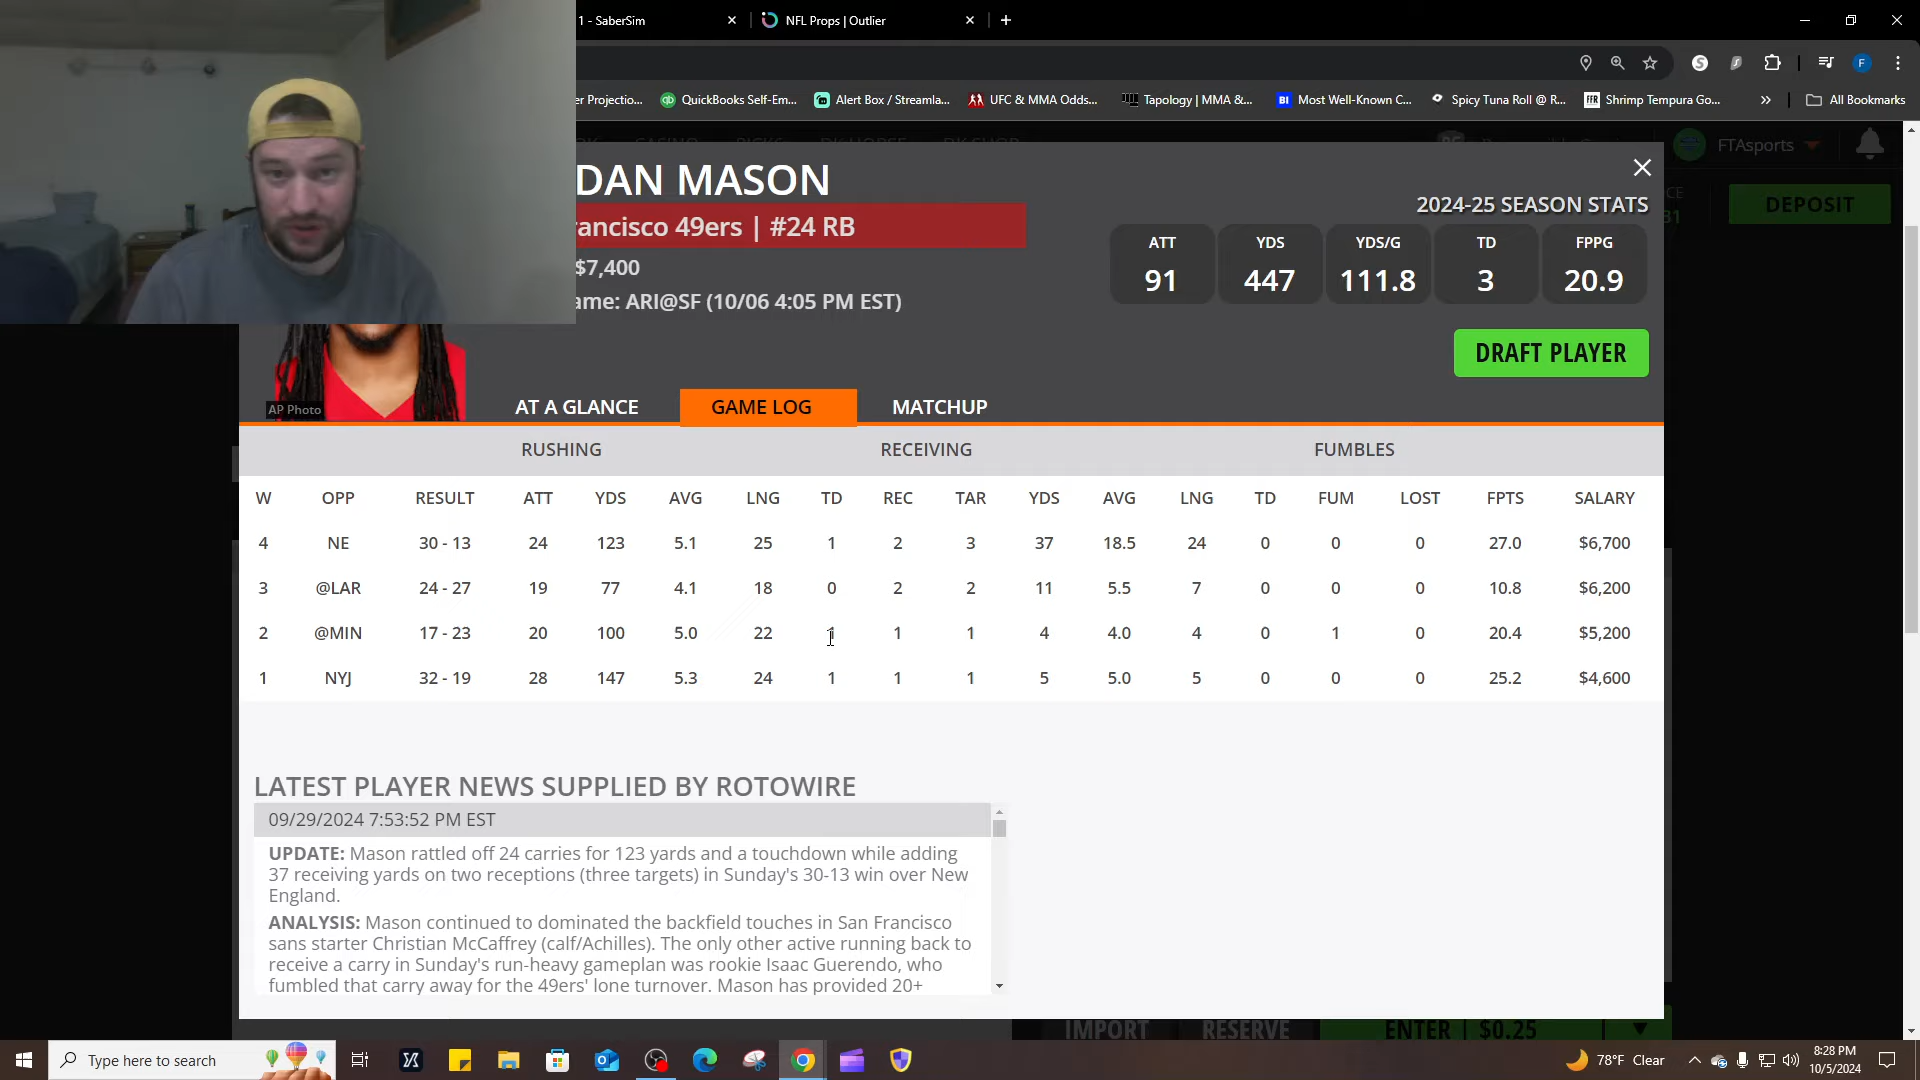 1 - SaberSim
NFL Props | Outlier
er Projectio...
QuickBooks Self-Em...
Alert Box / Streamla...
UFC & MMA Odds...
Tapology | MMA &...
BI Most Well-Known C...
Spicy Tuna Roll @ R...
FFR Shrimp Tempura Go...
All Bookmarks
FTAsports
DEPOSIT
DAN MASON
ancisco 49ers | #24 RB
$7,400
ame: ARI@SF (10/06 4:05 PM EST)
2024-25 SEASON STATS
ATT YDS YDS/G TD FPPG
91 447 111.8 3 20.9
DRAFT PLAYER
AP Photo
AT A GLANCE GAME LOG MATCHUP
RUSHING RECEIVING FUMBLES
W OPP RESULT ATT YDS AVG LNG TD REC TAR YDS AVG LNG TD FUM LOST FPTS SALARY
4 NE 30 - 13 24 123 5.1 25 1 2 3 37 18.5 24 0 0 0 27.0 $6,700
3 @LAR 24 - 27 19 77 4.1 18 0 2 2 11 5.5 7 0 0 0 10.8 $6,200
2 @MIN 17 - 23 20 100 5.0 22 1 1 1 4 4.0 4 0 1 0 20.4 $5,200
1 NYJ 32 - 19 28 147 5.3 24 1 1 1 5 5.0 5 0 0 0 25.2 $4,600
LATEST PLAYER NEWS SUPPLIED BY ROTOWIRE
09/29/2024 7:53:52 PM EST
UPDATE: Mason rattled off 24 carries for 123 yards and a touchdown while adding
37 receiving yards on two receptions (three targets) in Sunday's 30-13 win over New
England.
ANALYSIS: Mason continued to dominated the backfield touches in San Francisco
sans starter Christian McCaffrey (calf/Achilles). The only other active running back to
receive a carry in Sunday's run-heavy gameplan was rookie Isaac Guerendo, who
fumbled that carry away for the 49ers' lone turnover. Mason has provided 20+
IMPORT RESERVE ENTER | $0.25
Type here to search
78°F Clear
8:28 PM
10/5/2024